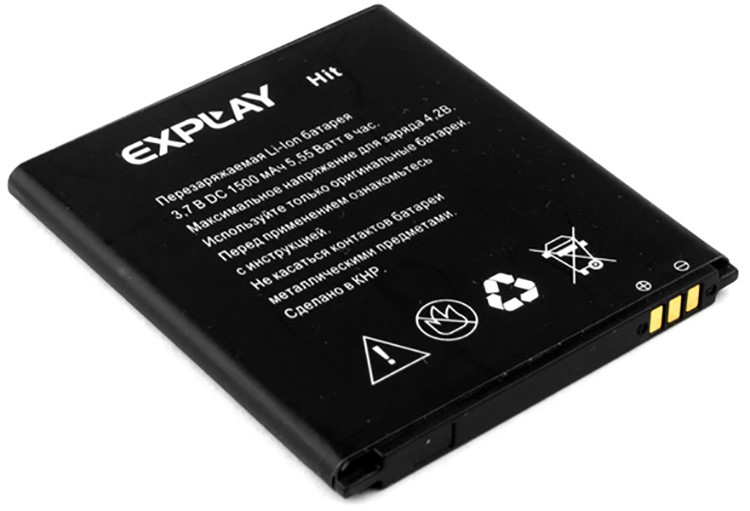 EXPLAY Hit
Перезаряжаемая Li-Ion батарея
3,7 В DC 1500 мАч 5,55 Ватт в час.
Максимальное напряжение для заряда 4,2В.
Используйте только оригинальные батареи.
Перед применением ознакомьтесь
с инструкцией.
Не касаться контактов батареи
металлическими предметами.
Сделано в КНР.